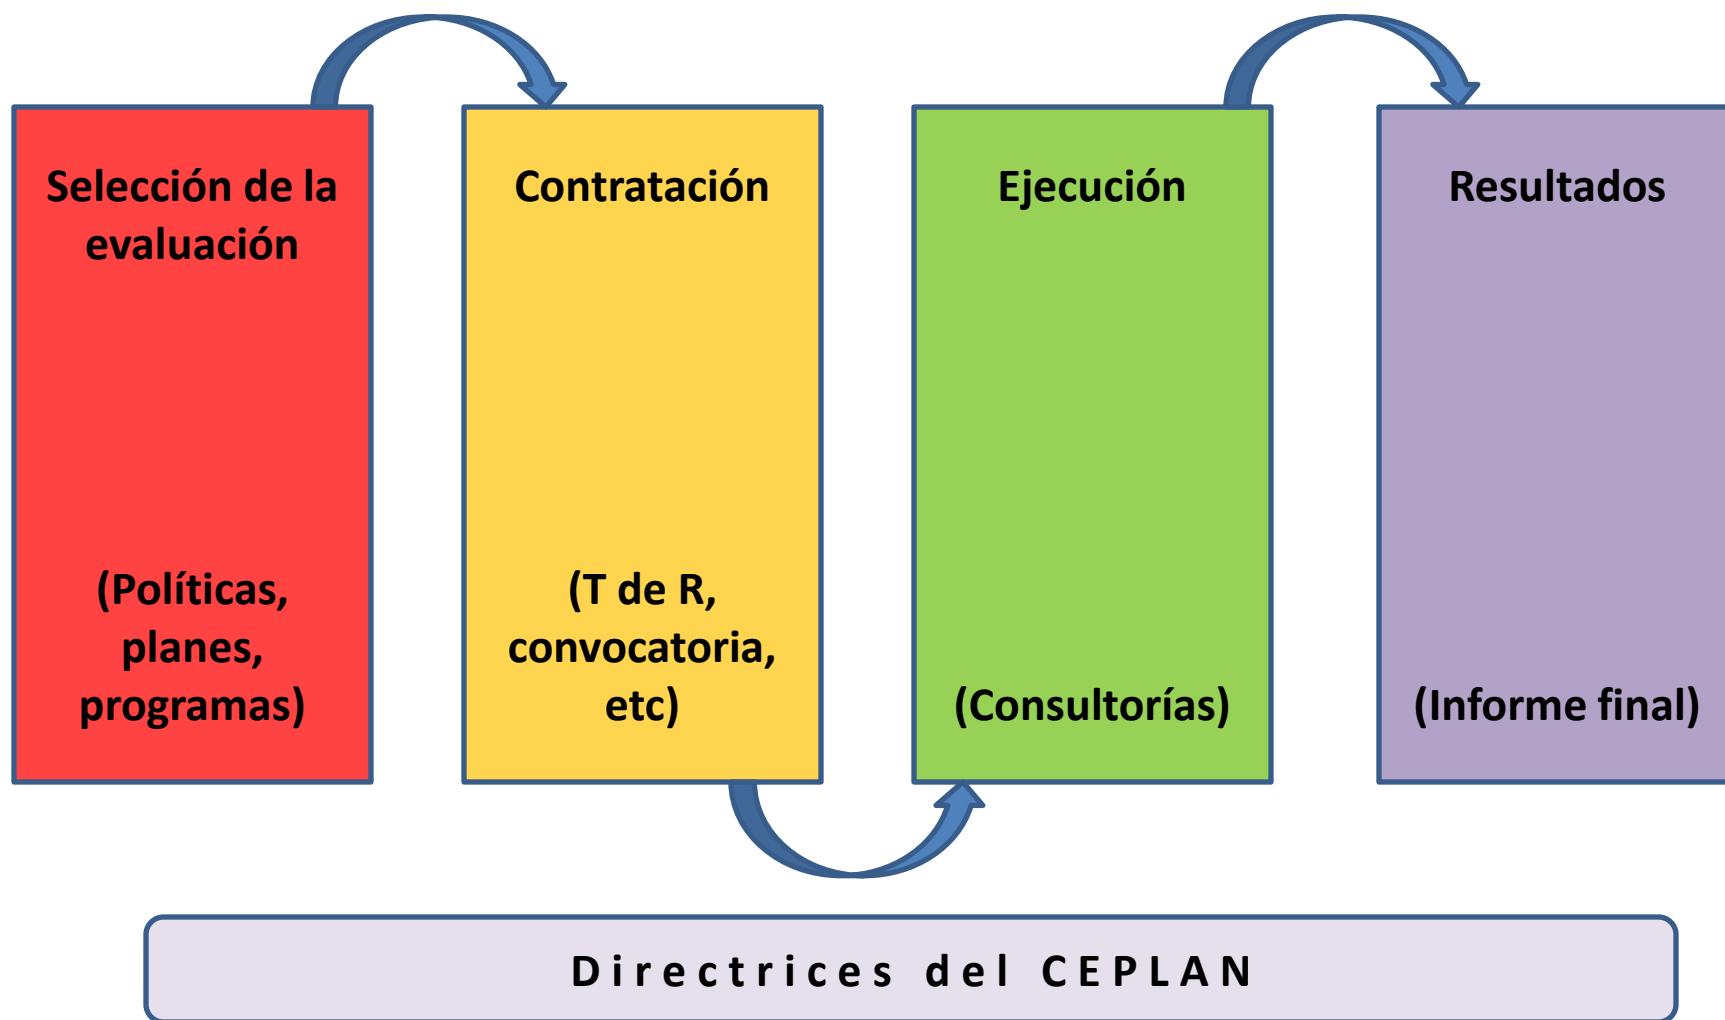 Selección de la
evaluación
(Políticas,
planes,
programas)
Contratación
(T de R,
convocatoria,
etc)
Ejecución
(Consultorías)
Resultados
(Informe final)
Directrices del CEPLAN